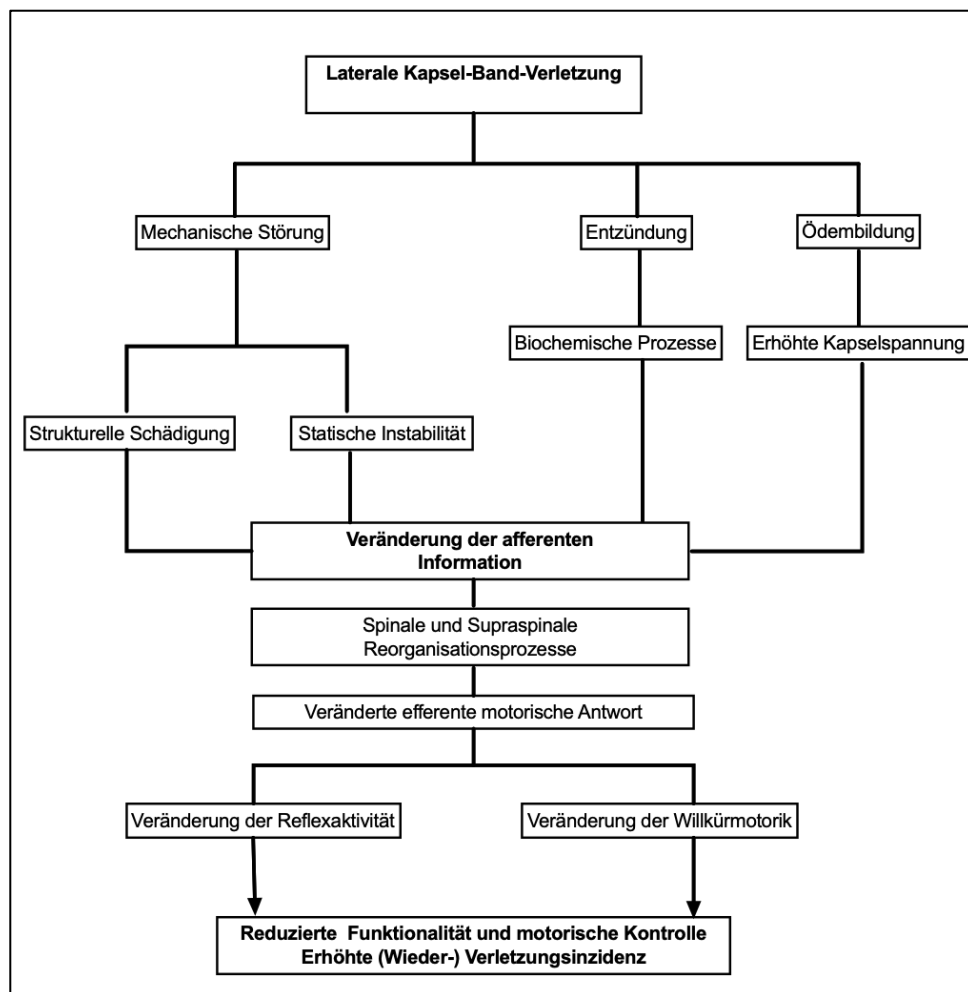 Laterale Kapsel-Band-Verletzung
Mechanische Störung
Entzündung
Ödembildung
Biochemische Prozesse
Erhöhte Kapselspannung
Strukturelle Schädigung
Statische Instabilität
Veränderung der afferenten
Information
Spinale und Supraspinale
Reorganisationsprozesse
Veränderte efferente motorische Antwort
Veränderung der Reflexaktivität
Veränderung der Willkürmotorik
Reduzierte Funktionalität und motorische Kontrolle
Erhöhte (Wieder-) Verletzungsinzidenz